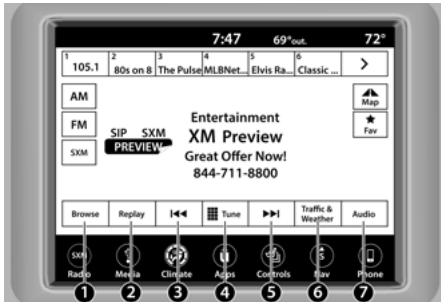 7:47 69°out. 72°
1 2 3 4 5 6
105.1 80s on 8 The Pulse MLBNet... Elvis Ra... Classic ... >
AM
Map
FM
Fav
SXM
SIP SXM
PREVIEW
Entertainment
XM Preview
Great Offer Now!
844-711-8800
Browse Replay Tune Traffic & Weather Audio
SXM
Radio Media Climate Apps Controls Nav Phone
1 2 3 4 5 6 7